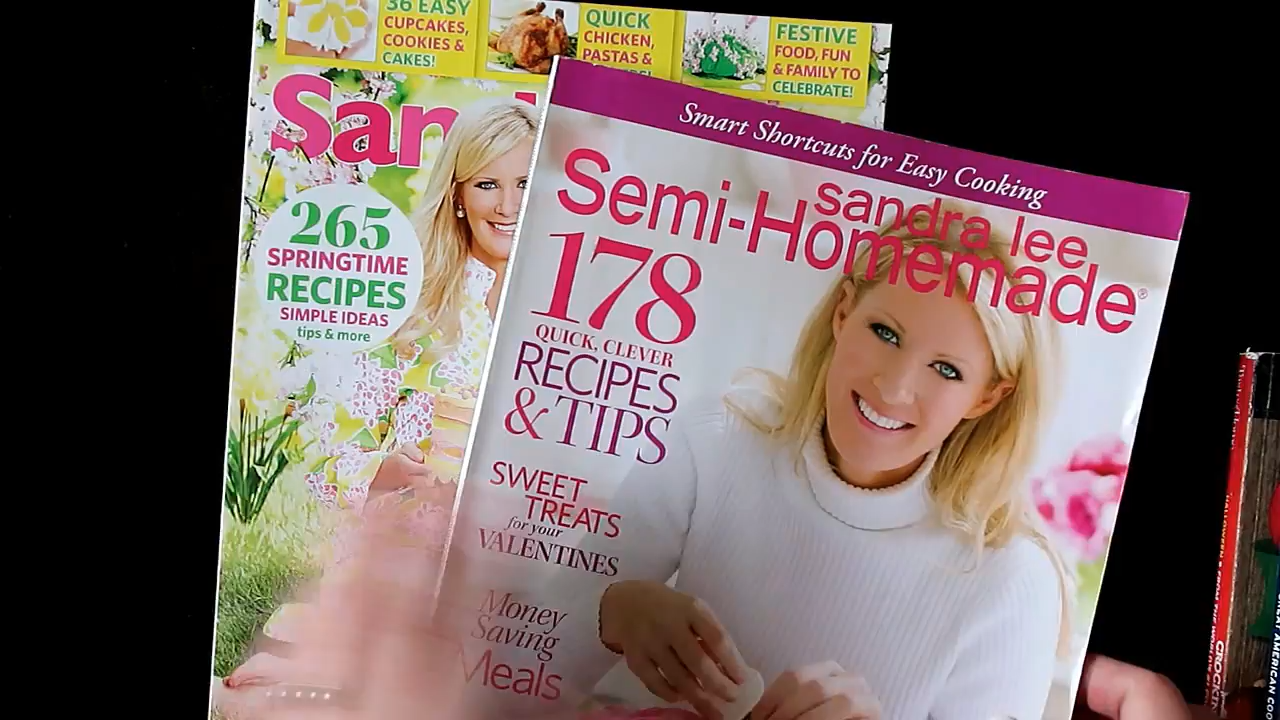 36 EASY
CUPCAKES,
COOKIES &
CAKES!
QUICK
CHICKEN,
PASTAS &
FESTIVE
FOOD, FUN
& FAMILY TO
CELEBRATE!
San
265
SPRINGTIME
RECIPES
SIMPLE IDEAS
tips & more
Smart Shortcuts for Easy Cooking
sandra lee
Semi-Homemade®
178
QUICK, CLEVER
RECIPES
& TIPS
SWEET
TREATS
for your
VALENTINES
Money
Saving
Meals